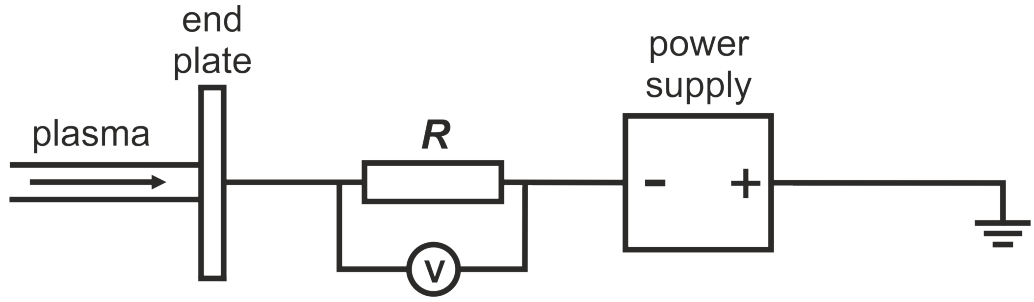 end
plate
plasma
R
V
power
supply
- +